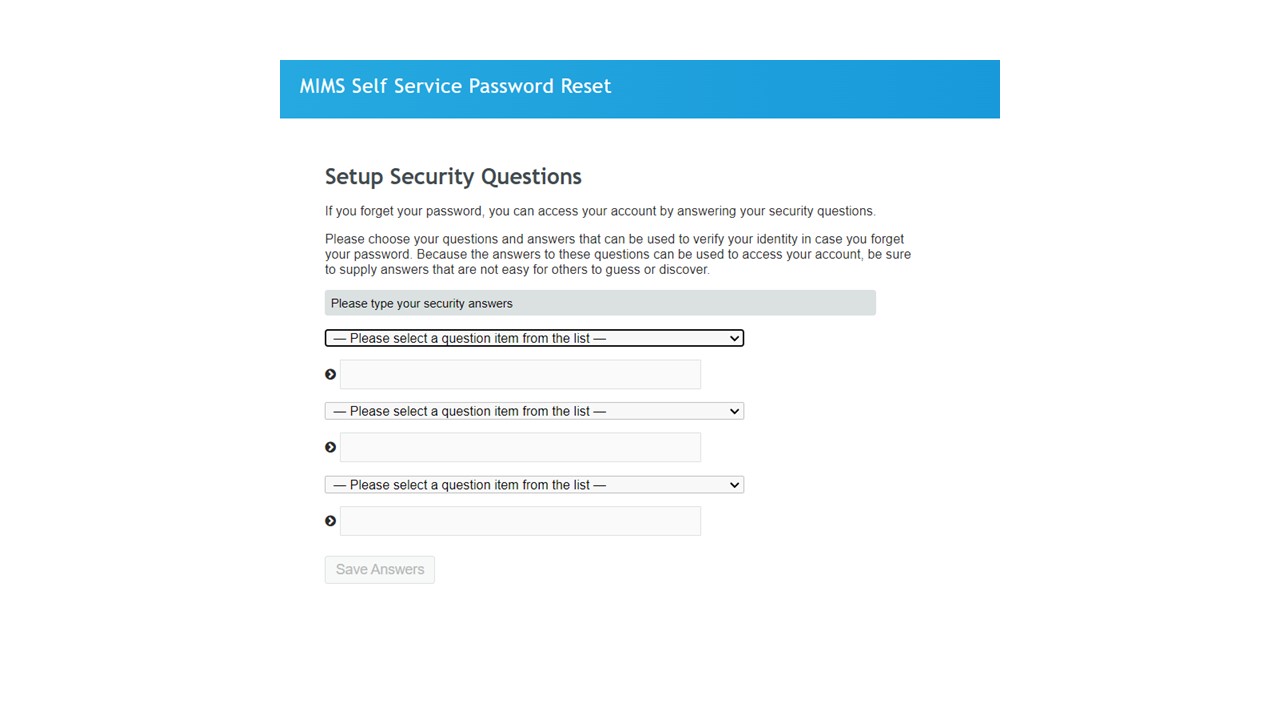 MIMS Self Service Password Reset
Setup Security Questions
If you forget your password, you can access your account by answering your security questions.
Please choose your questions and answers that can be used to verify your identity in case you forget
your password. Because the answers to these questions can be used to access your account, be sure
to supply answers that are not easy for others to guess or discover.
Please type your security answers
— Please select a question item from the list —
— Please select a question item from the list —
— Please select a question item from the list —
Save Answers